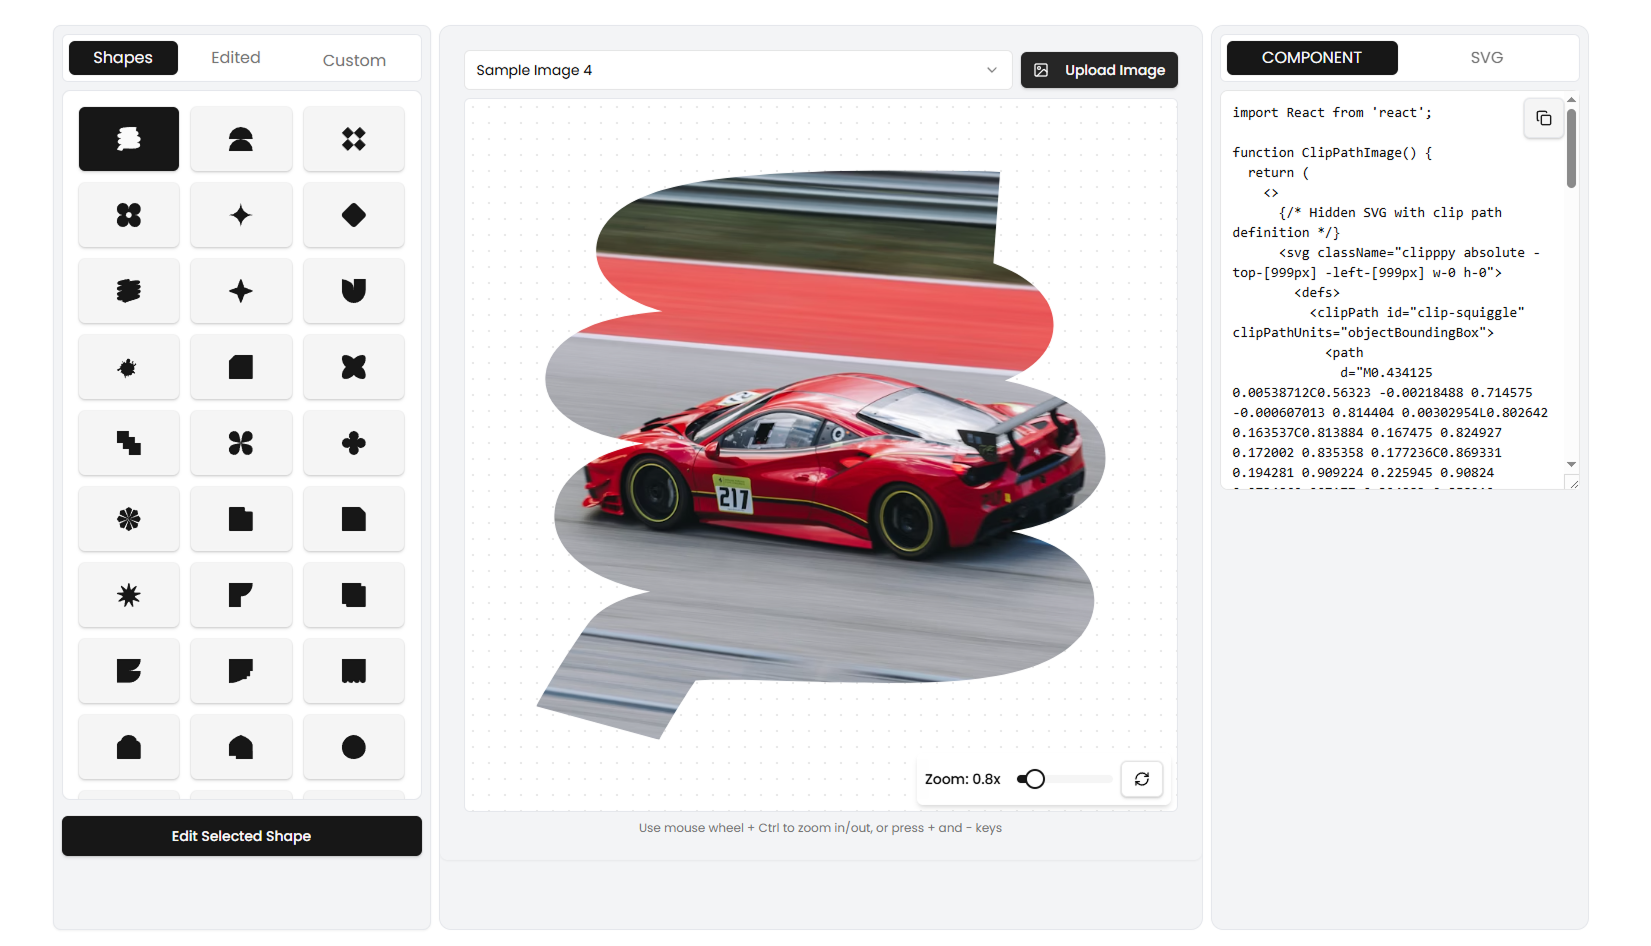 Shapes
Edited
Custom
Edit Selected Shape
Sample Image 4
Upload Image
217
Zoom: 0.8x
Use mouse wheel + Ctrl to zoom in/out, or press + and - keys
COMPONENT
SVG
import React from 'react';
function ClipPathImage() {
return (
<>
{/* Hidden SVG with clip path
definition */}
<svg className="clipppy absolute -
top-[999px] -left-[999px] w-0 h-0">
<defs>
<clipPath id="clip-squiggle"
clipPathUnits="objectBoundingBox">
<path
d="M0.434125
0.00538712C0.56323 -0.00218488 0.714575
-0.000607013 0.814404 0.00302954L0.802642
0.163537C0.813884 0.167475 0.824927
0.172002 0.835358 0.177236C0.869331
0.194281 0.909224 0.225945 0.90824